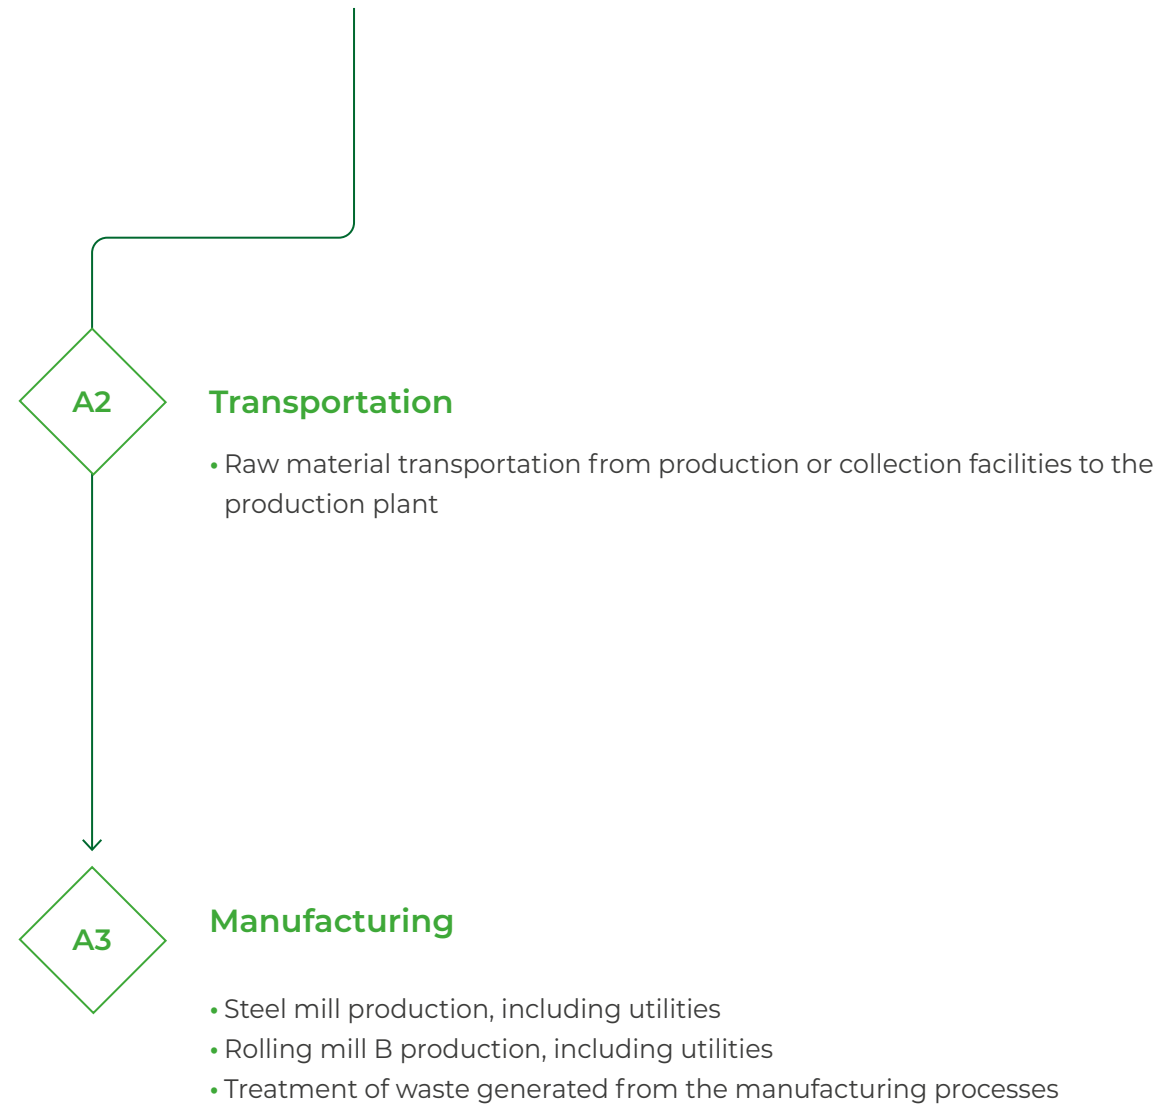 A2
Transportation
• Raw material transportation from production or collection facilities to the
production plant
A3
Manufacturing
• Steel mill production, including utilities
• Rolling mill B production, including utilities
• Treatment of waste generated from the manufacturing processes